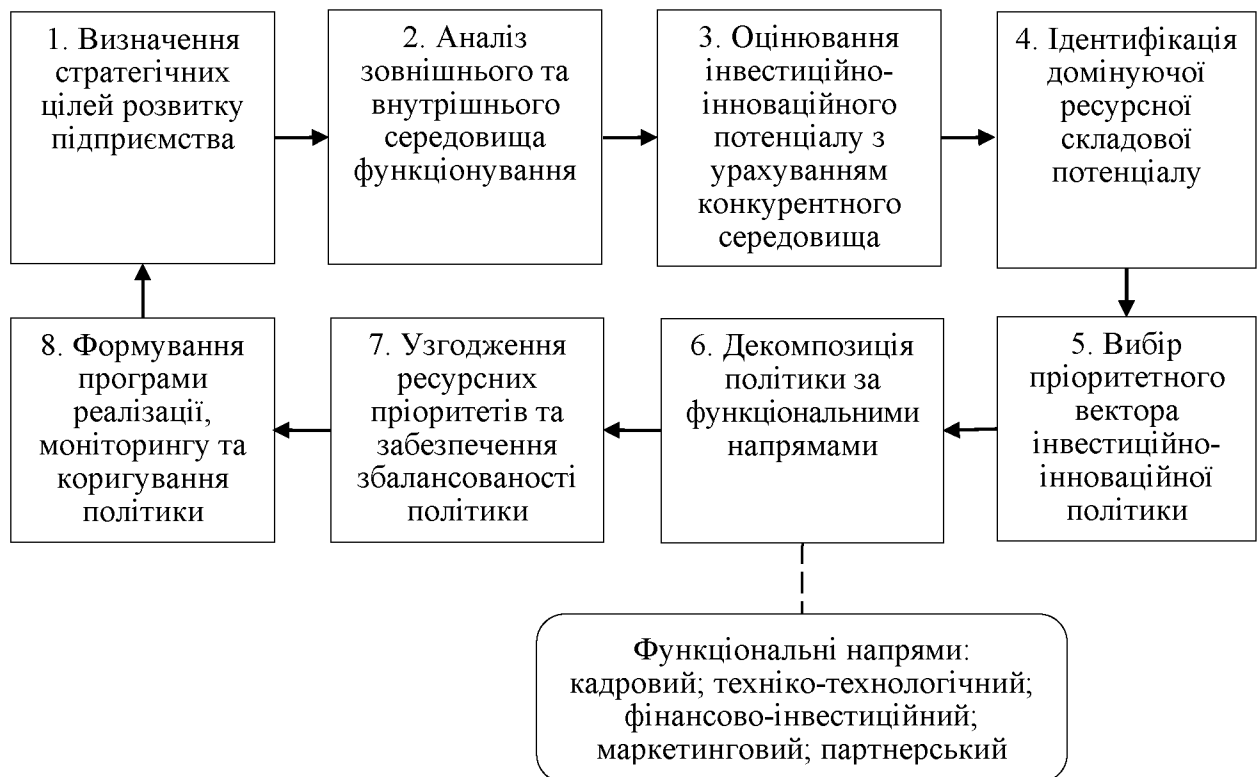 1. Визначення
стратегічних
цілей розвитку
підприємства
2. Аналіз
зовнішнього та
внутрішнього
середовища
функціонування
3. Оцінювання
інвестиційно-
інноваційного
потенціалу з
урахуванням
конкурентного
середовища
4. Ідентифікація
домінуючої
ресурсної
складової
потенціалу
5. Вибір
пріоритетного
вектора
інвестиційно-
інноваційної
політики
6. Декомпозиція
політики за
функціональними
напрямами
7. Узгодження
ресурсних
пріоритетів та
забезпечення
збалансованості
політики
8. Формування
програми
реалізації,
моніторингу та
коригування
політики
Функціональні напрями:
кадровий; техніко-технологічний;
фінансово-інвестиційний;
маркетинговий; партнерський